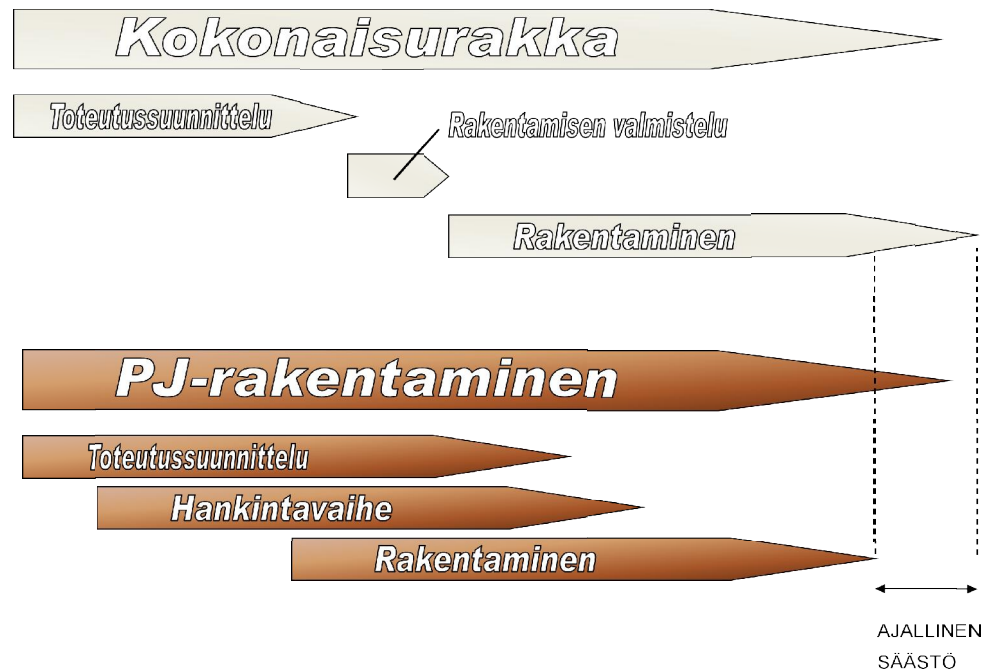 Kokonaisurakka
Toteutussuunnittelu
Rakentamisen valmistelu
Rakentaminen
PJ-rakentaminen
Toteutussuunnittelu
Hankintavaihe
Rakentaminen
AJALLINEN
SÄÄSTÖ